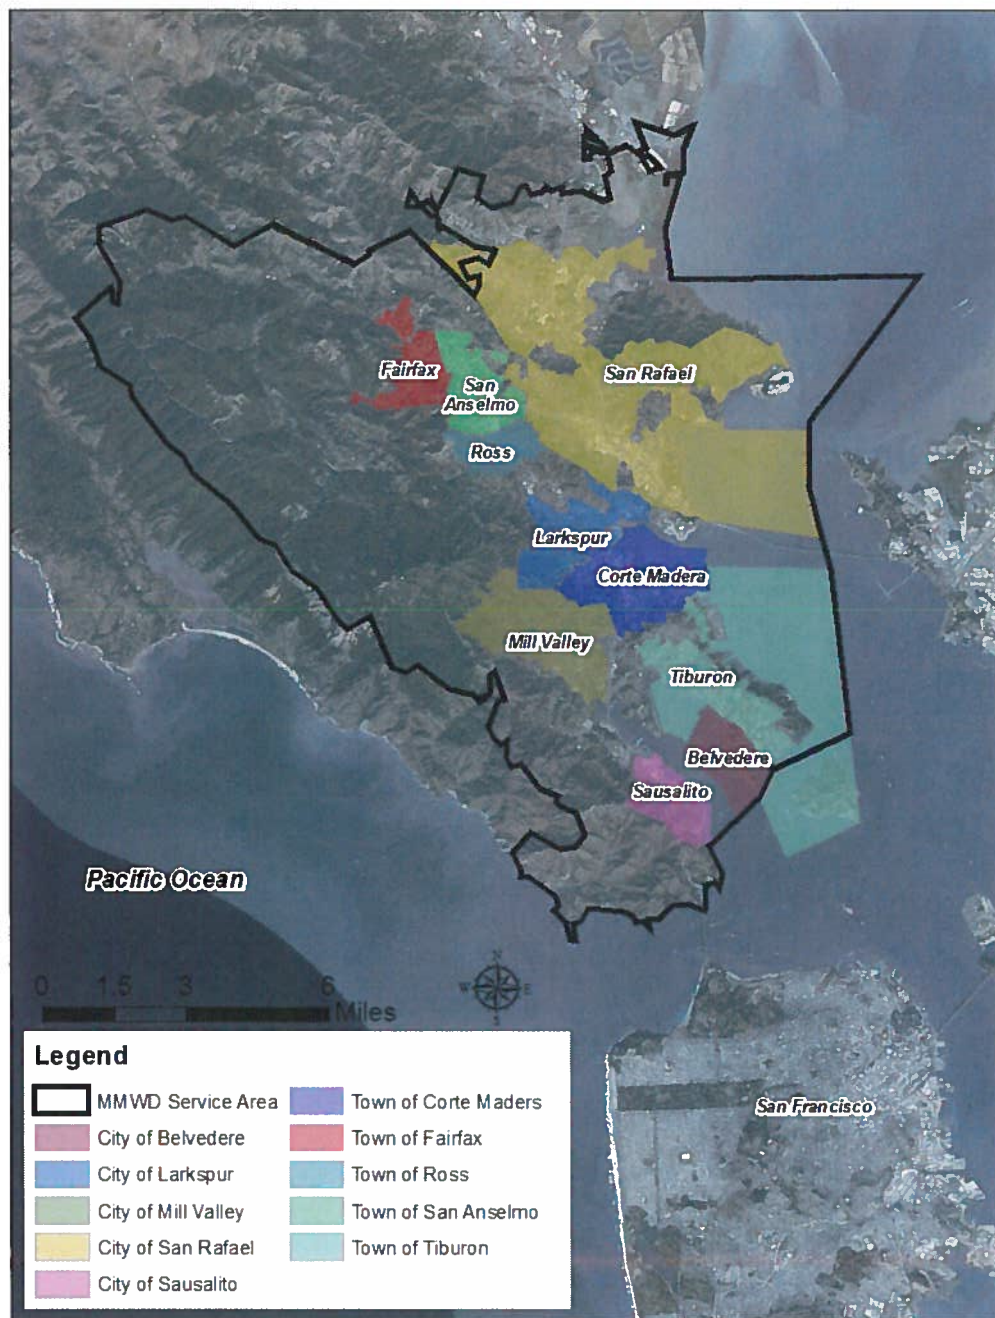 Fairfax
San
Anselmo
San Rafael
Ross
Larkspur
Corte Madera
Mill Valley
Tiburon
Belvedere
Sausalito
Pacific Ocean
N
W E
S
0 1.5 3 6
Miles
Legend
MMWD Service Area
City of Belvedere
City of Larkspur
City of Mill Valley
City of San Rafael
City of Sausalito
Town of Corte Maders
Town of Fairfax
Town of Ross
Town of San Anselmo
Town of Tiburon
San Francisco